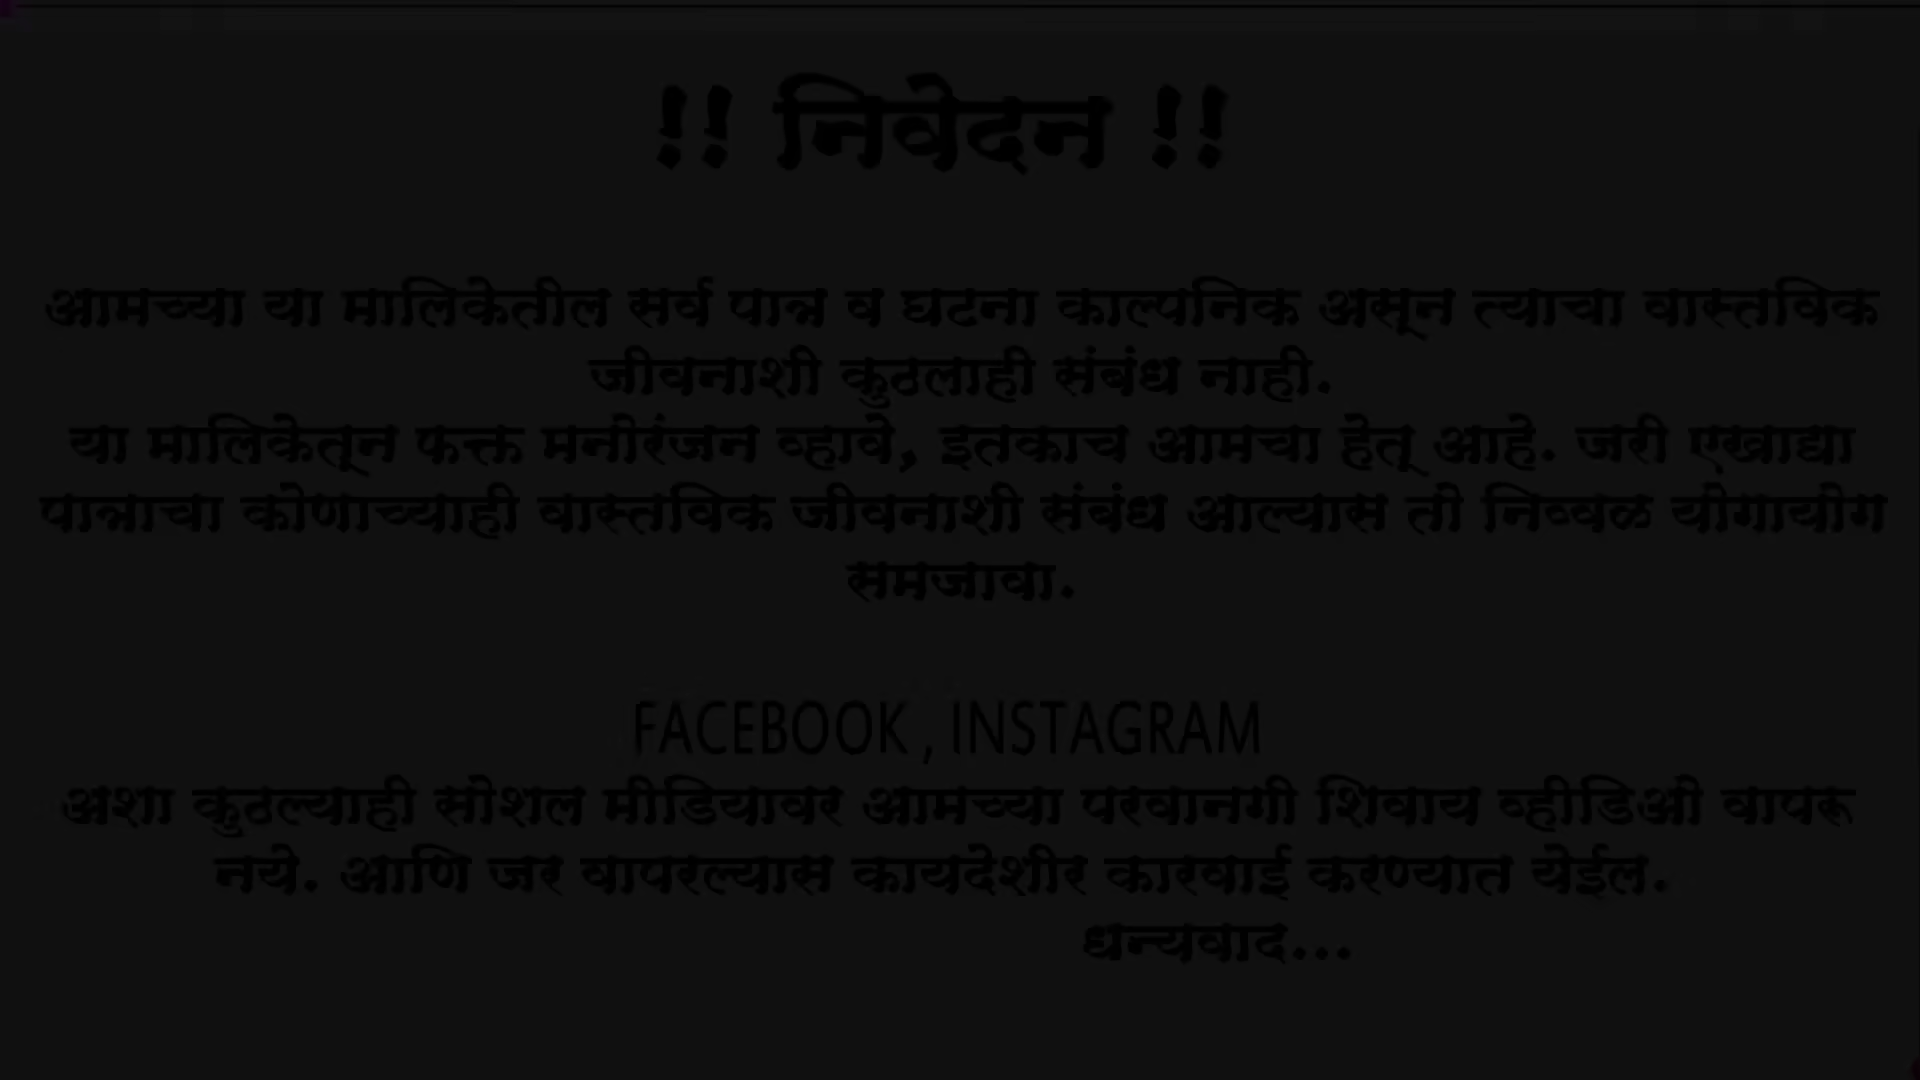 !! निवेदन !!
आमच्या या मालिकेतील सर्व पात्र व घटना काल्पनिक असून त्याचा वास्तविक
जीवनाशी कुठलाही संबंध नाही.
या मालिकेतून फक्त मनोरंजन व्हावे, इतकाच आमचा हेतू आहे. जरी एखाद्या
पात्राचा कोणाच्याही वास्तविक जीवनाशी संबंध आल्यास तो निव्वळ योगायोग
समजावा.
FACEBOOK , INSTAGRAM
अशा कुठल्याही सोशल मीडियावर आमच्या परवानगी शिवाय व्हीडिओ वापरू
नये. आणि जर वापरल्यास कायदेशीर कारवाई करण्यात येईल.
धन्यवाद...